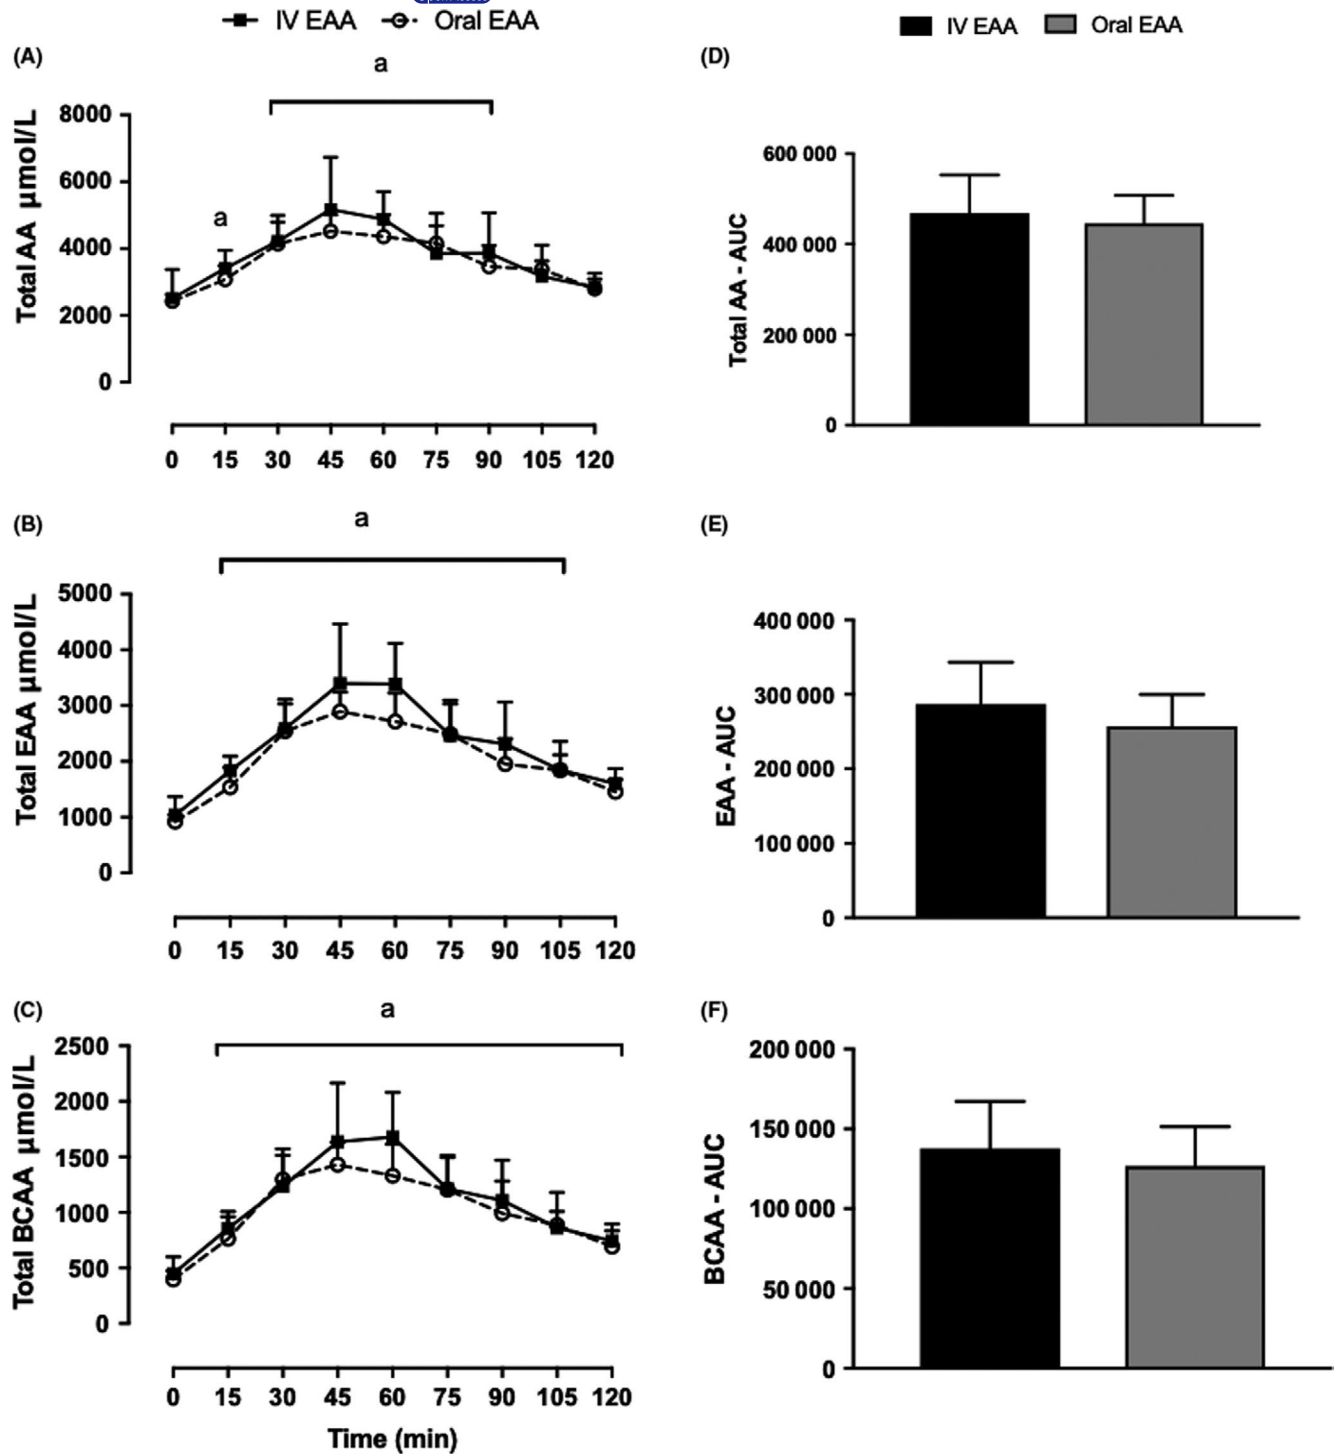 IV EAA Oral EAA
IV EAA Oral EAA
(A)
a
a
Total AA µmol/L
8000
6000
4000
2000
0
0 15 30 45 60 75 90 105 120
(D)
Total AA - AUC
600 000
400 000
200 000
0
(B)
a
Total EAA µmol/L
5000
4000
3000
2000
1000
0
0 15 30 45 60 75 90 105 120
(E)
EAA - AUC
400 000
300 000
200 000
100 000
0
(C)
a
Total BCAA µmol/L
2500
2000
1500
1000
500
0
0 15 30 45 60 75 90 105 120
Time (min)
(F)
BCAA - AUC
200 000
150 000
100 000
50 000
0